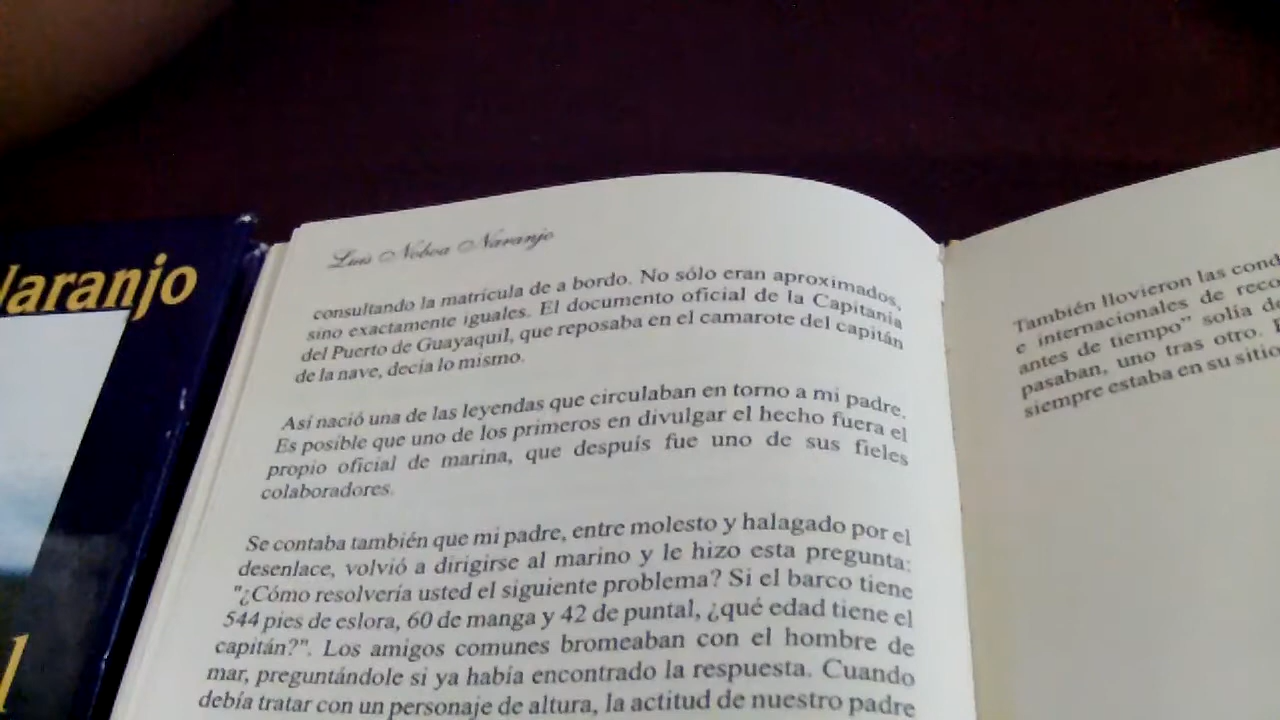 Naranjo
Luis Noboa Naranjo
consultando la matrícula de a bordo. No sólo eran aproximados,
sino exactamente iguales. El documento oficial de la Capitanía
del Puerto de Guayaquil, que reposaba en el camarote del capitán
de la nave, decía lo mismo.
Así nació una de las leyendas que circulaban en torno a mi padre.
Es posible que uno de los primeros en divulgar el hecho fuera el
propio oficial de marina, que despuís fue uno de sus fieles
colaboradores.
Se contaba también que mi padre, entre molesto y halagado por el
desenlace, volvió a dirigirse al marino y le hizo esta pregunta:
"¿Cómo resolvería usted el siguiente problema? Si el barco tiene
544 pies de eslora, 60 de manga y 42 de puntal, ¿qué edad tiene el
capitán?". Los amigos comunes bromeaban con el hombre de
mar, preguntándole si ya había encontrado la respuesta. Cuando
debía tratar con un personaje de altura, la actitud de nuestro padre
También llovieron las
e internacionales de
antes de tiempo" solía
pasaban, uno tras otro.
siempre estaba en su sitio